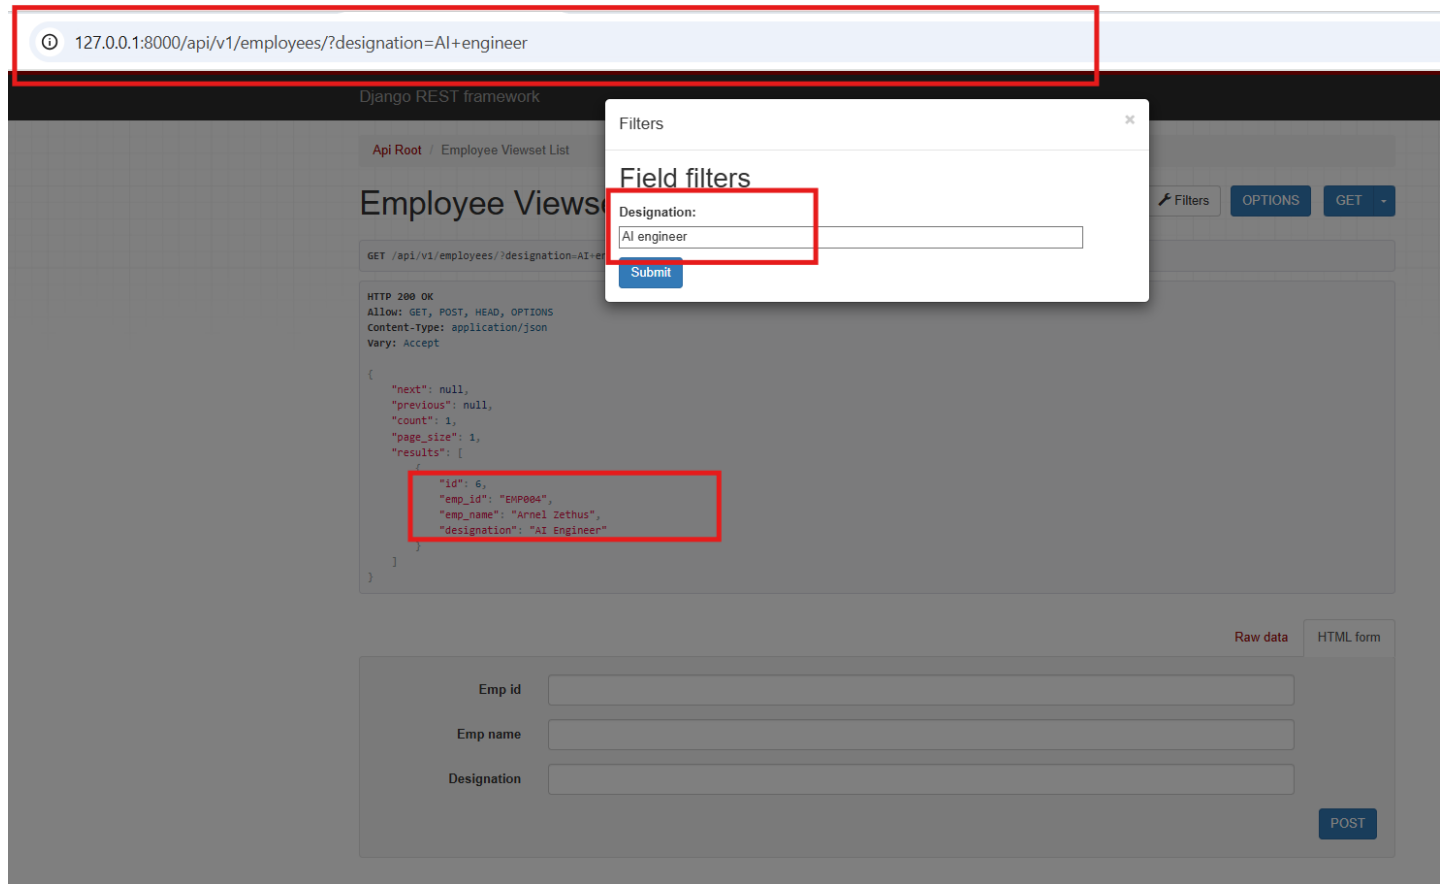 127.0.0.1:8000/api/v1/employees/?designation=AI+engineer
Django REST framework
Filters
×
Api Root / Employee Viewset List
Field filters
Employee Viewse
Filters
OPTIONS
GET
Designation:
AI engineer
GET /api/v1/employees/?designation=AI+en
Submit
HTTP 200 OK
Allow: GET, POST, HEAD, OPTIONS
Content-Type: application/json
Vary: Accept
{
"next": null,
"previous": null,
"count": 1,
"page_size": 1,
"results": [
{
"id": 6,
"emp_id": "EMP004",
"emp_name": "Arnel Zethus",
"designation": "AI Engineer"
}
]
}
Raw data
HTML form
Emp id
Emp name
Designation
POST